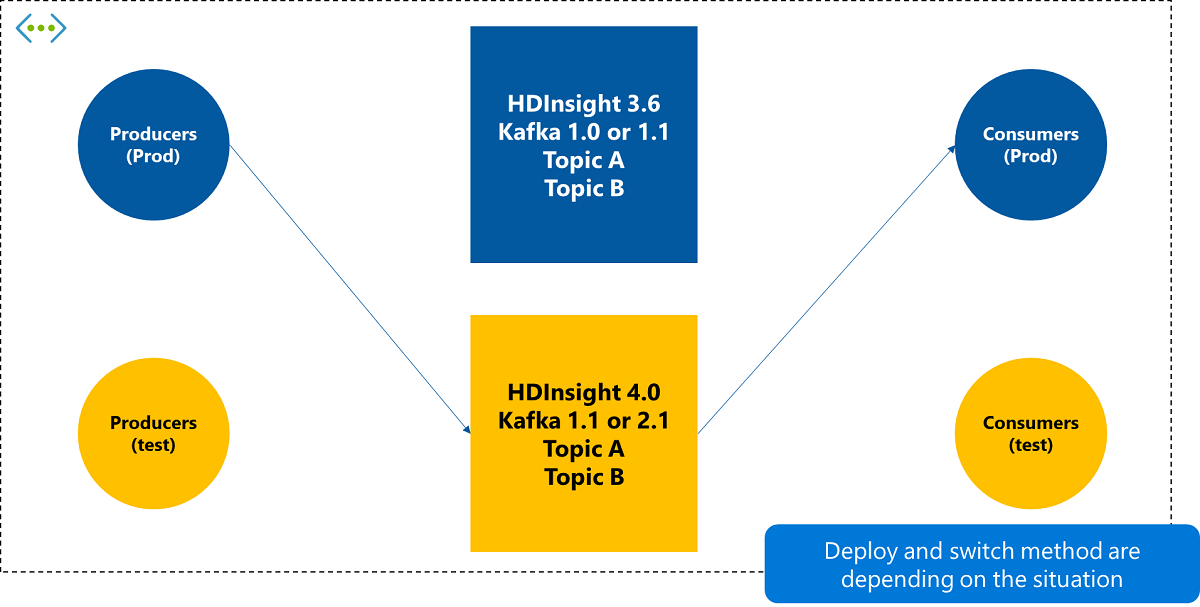 Producers
(Prod)
HDInsight 3.6
Kafka 1.0 or 1.1
Topic A
Topic B
Consumers
(Prod)
Producers
(test)
HDInsight 4.0
Kafka 1.1 or 2.1
Topic A
Topic B
Consumers
(test)
Deploy and switch method are
depending on the situation